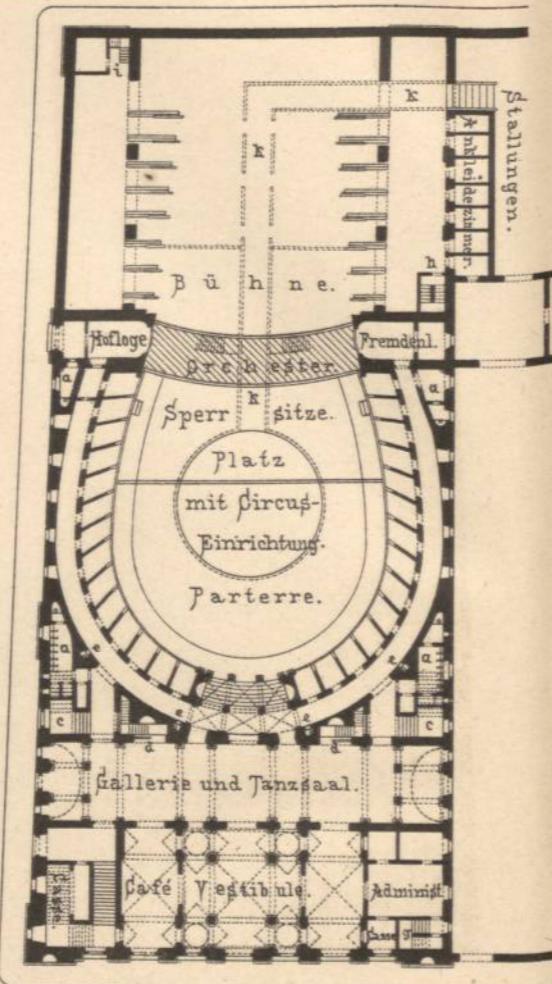 i
k
k
Stallungen.
Ankleidezimmer.
h
Bühne.
Hofloge
Fremdenl.
Orchester.
a
a
k
Sperrsitze.
Platz
mit Circus-
Einrichtung.
Parterre.
a
e
e
a
c
e
e
c
d
d
Gallerie und Tanzsaal.
Café Vestibule.
Administ.
Casse